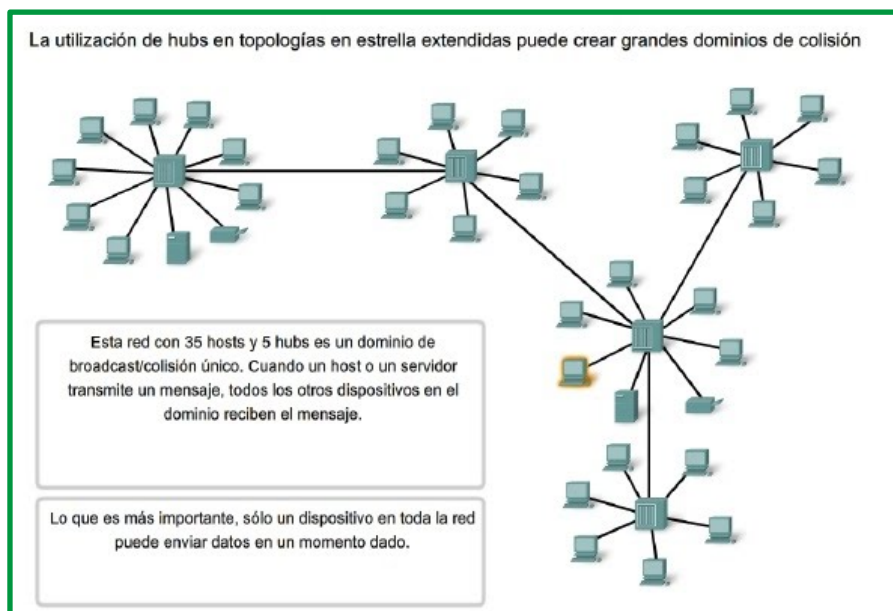 La utilización de hubs en topologías en estrella extendidas puede crear grandes dominios de colisión
Esta red con 35 hosts y 5 hubs es un dominio de
broadcast/colisión único. Cuando un host o un servidor
transmite un mensaje, todos los otros dispositivos en el
dominio reciben el mensaje.
Lo que es más importante, sólo un dispositivo en toda la red
puede enviar datos en un momento dado.